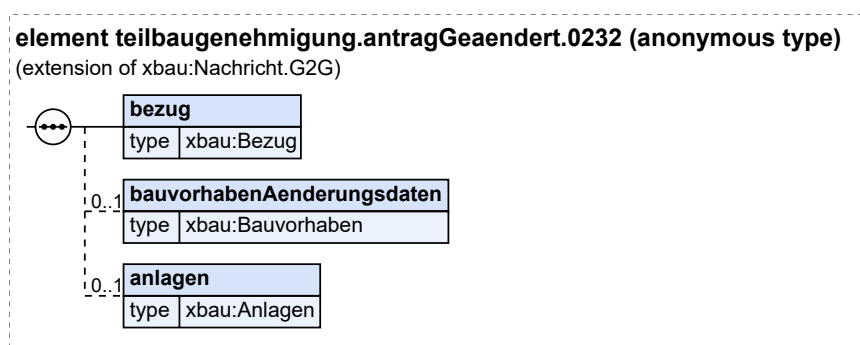 element teilbaugenehmigung.antragGeaendert.0232 (anonymous type)
(extension of xbau:Nachricht.G2G)
bezug
type xbau:Bezug
0..1 bauvorhabenAenderungsdaten
type xbau:Bauvorhaben
0..1 anlagen
type xbau:Anlagen